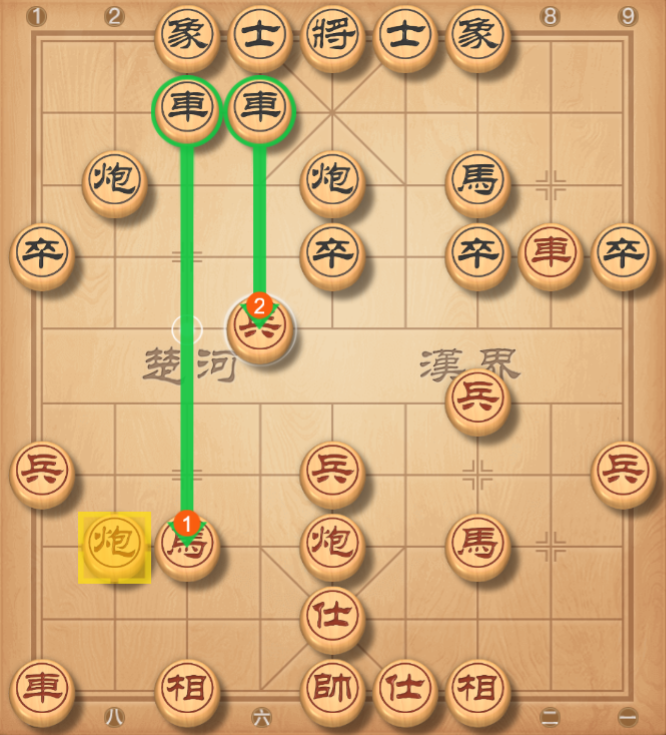 1 2 8 9
象 士 將 士 象
車 車
炮 炮 馬
卒 卒 卒 車 卒
2
兵
楚河 漢界
兵
兵 兵 兵
1
炮 馬 炮 馬
仕
車 相 帥 仕 相
八 六 二 一